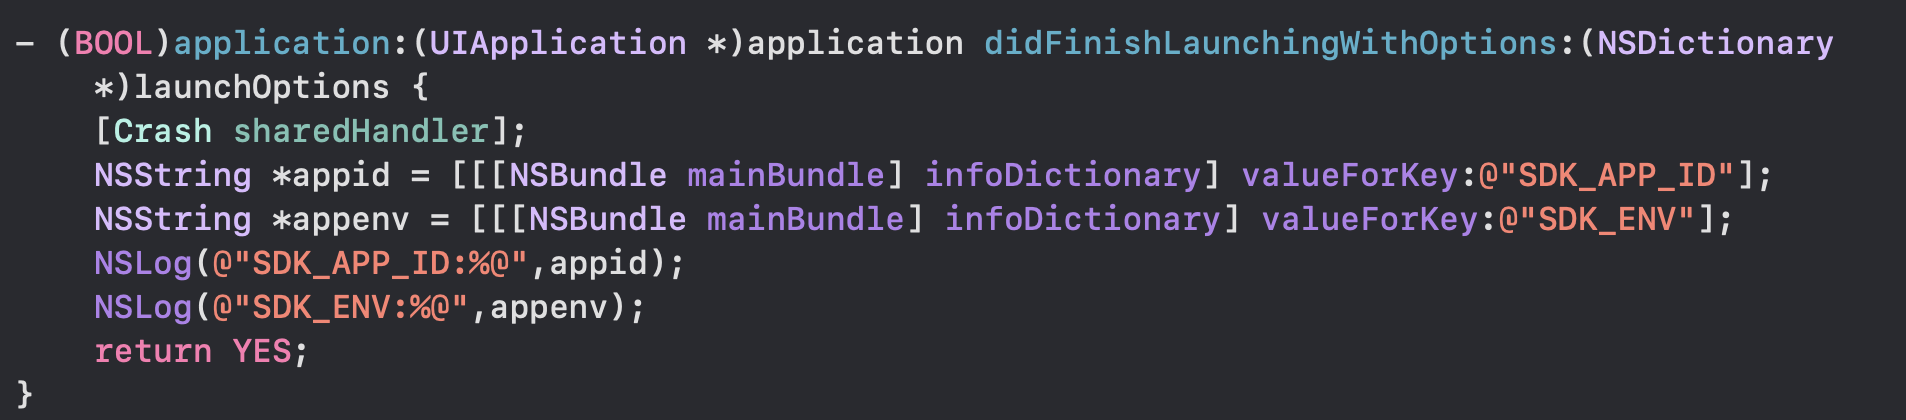 - (BOOL)application:(UIApplication *)application didFinishLaunchingWithOptions:(NSDictionary
*)launchOptions {
[Crash sharedHandler];
NSString *appid = [[[NSBundle mainBundle] infoDictionary] valueForKey:@"SDK_APP_ID"];
NSString *appenv = [[[NSBundle mainBundle] infoDictionary] valueForKey:@"SDK_ENV"];
NSLog(@"SDK_APP_ID:%@",appid);
NSLog(@"SDK_ENV:%@",appenv);
return YES;
}